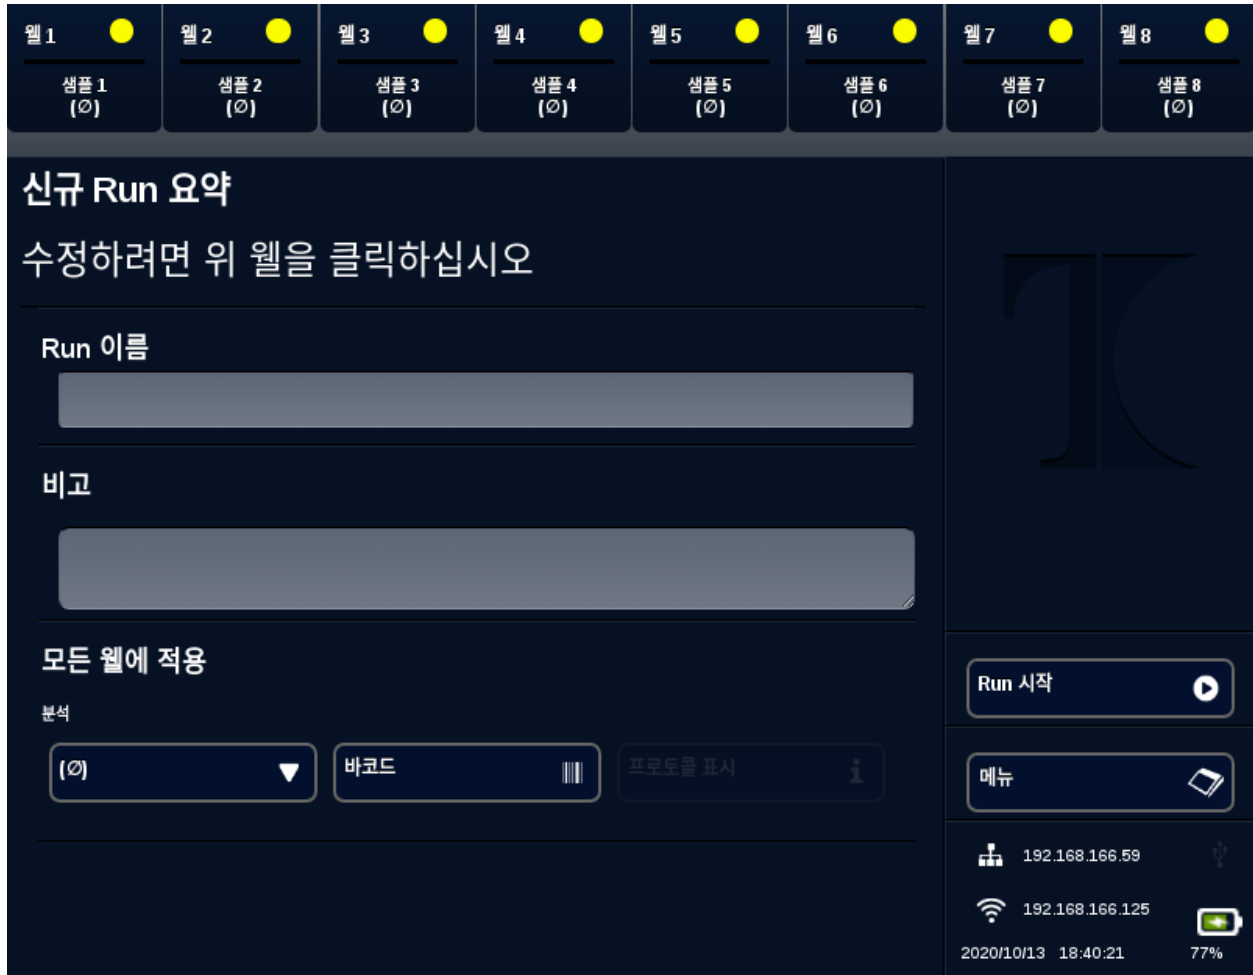 웰 1
웰 2
웰 3
웰 4
웰 5
웰 6
웰 7
웰 8
샘플 1
(∅)
샘플 2
(∅)
샘플 3
(∅)
샘플 4
(∅)
샘플 5
(∅)
샘플 6
(∅)
샘플 7
(∅)
샘플 8
(∅)
신규 Run 요약
수정하려면 위 웰을 클릭하십시오
Run 이름
비고
모든 웰에 적용
분석
(∅)
바코드
프로토콜 표시
TC
Run 시작
메뉴
192.168.166.59
192.168.166.125
2020/10/13 18:40:21
77%